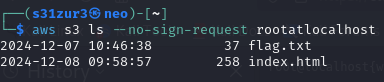 ┌──(s31zur3㉿neo)-[~]
└─$ aws s3 ls --no-sign-request rootatlocalhost
2024-12-07 10:46:38         37 flag.txt
2024-12-08 09:58:57        258 index.html